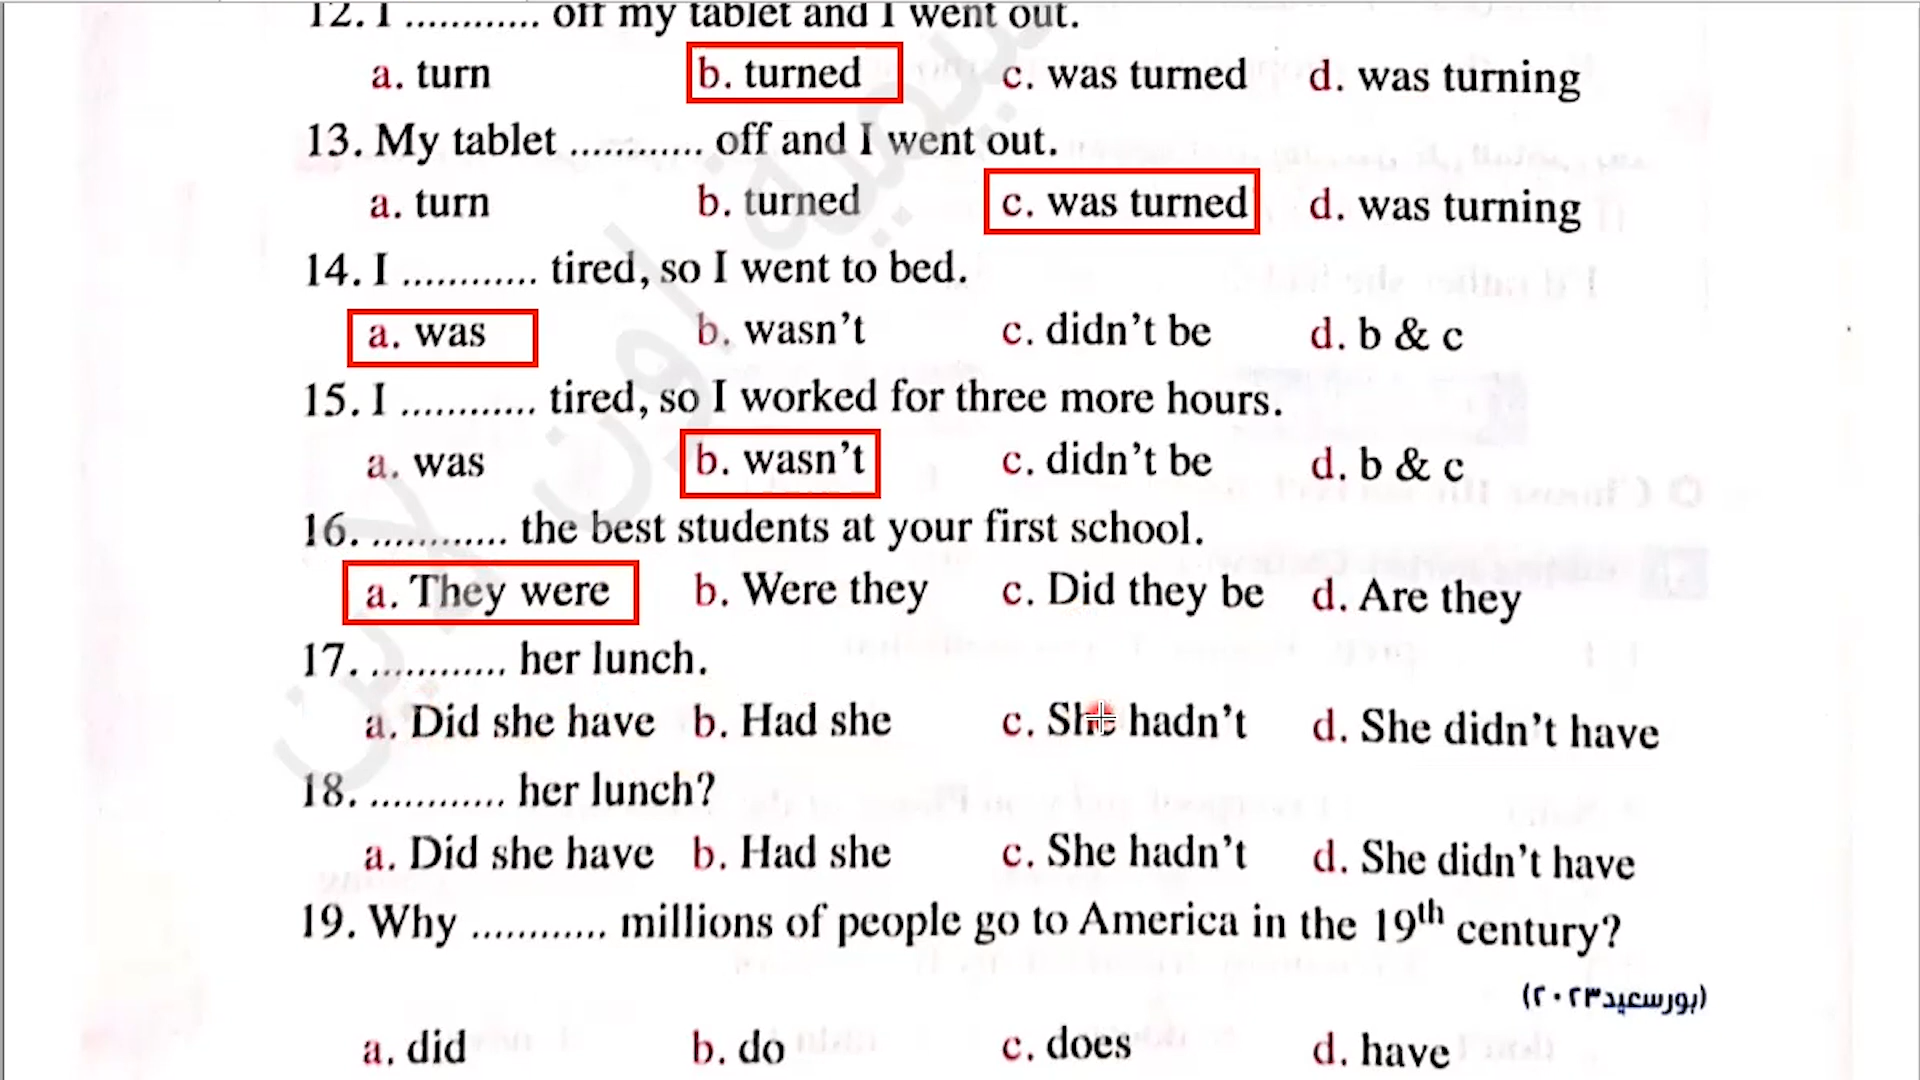 12. I ............ off my tablet and I went out.
a. turn b. turned c. was turned d. was turning
13. My tablet ............ off and I went out.
a. turn b. turned c. was turned d. was turning
14. I ............ tired, so I went to bed.
a. was b. wasn't c. didn't be d. b & c
15. I ............ tired, so I worked for three more hours.
a. was b. wasn't c. didn't be d. b & c
16. ............ the best students at your first school.
a. They were b. Were they c. Did they be d. Are they
17. ............ her lunch.
a. Did she have b. Had she c. She hadn't d. She didn't have
18. ............ her lunch?
a. Did she have b. Had she c. She hadn't d. She didn't have
19. Why ............ millions of people go to America in the 19th century?
(بورسعيد ٢٠٢٣)
a. did b. do c. does d. have